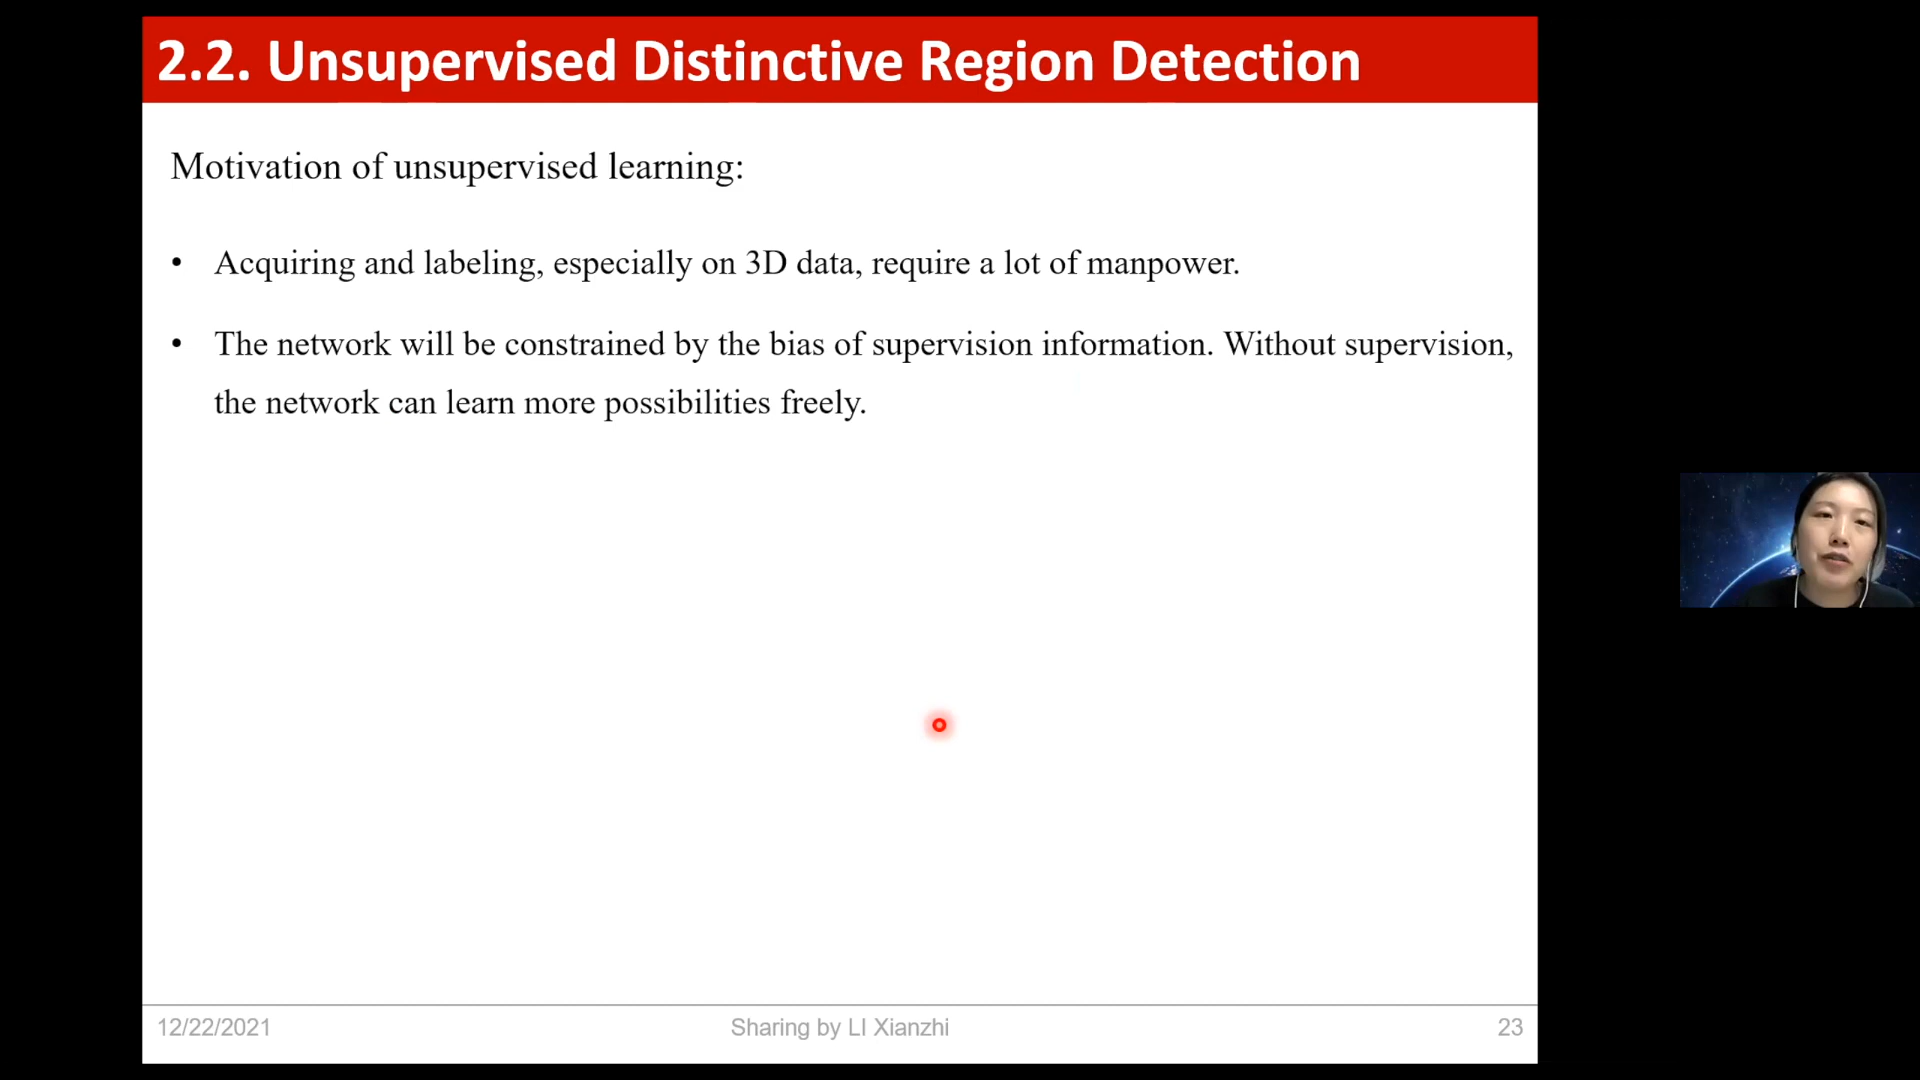 2.2. Unsupervised Distinctive Region Detection
Motivation of unsupervised learning:
• Acquiring and labeling, especially on 3D data, require a lot of manpower.
• The network will be constrained by the bias of supervision information. Without supervision,
the network can learn more possibilities freely.
12/22/2021
Sharing by LI Xianzhi
23